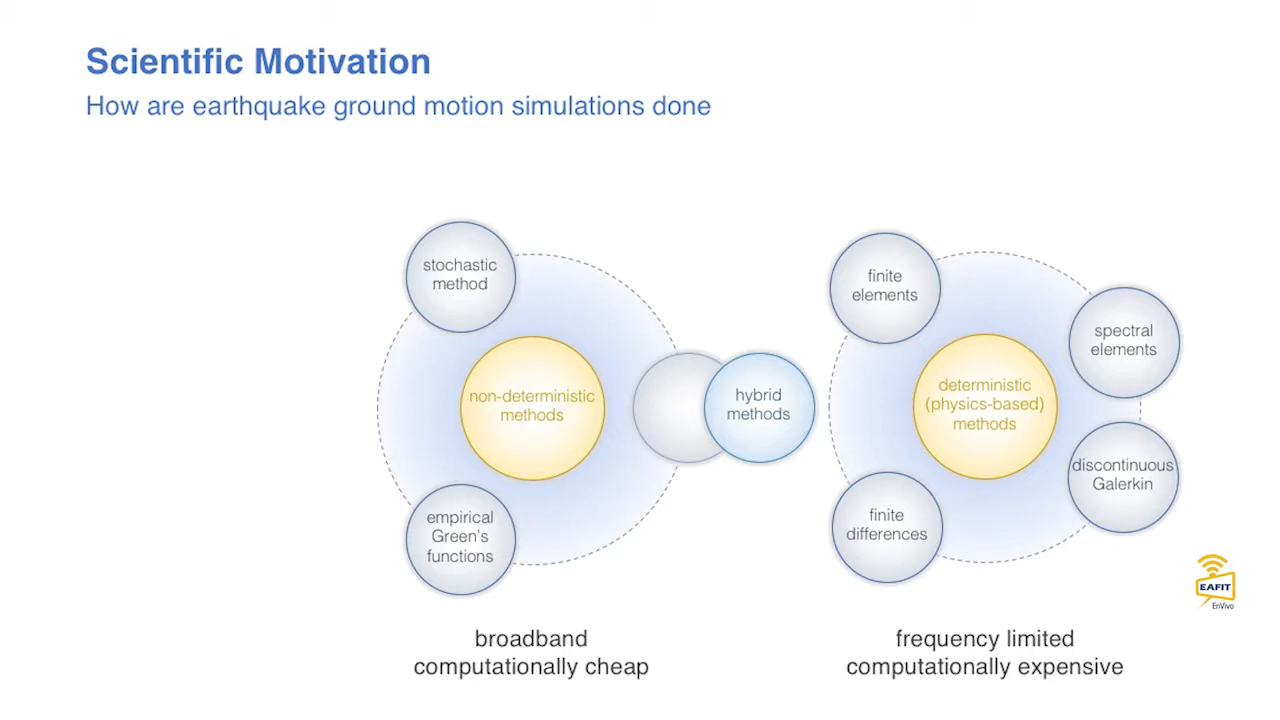 Scientific Motivation
How are earthquake ground motion simulations done
stochastic
method
non-deterministic
methods
empirical
Green's
functions
hybrid
methods
finite
elements
spectral
elements
deterministic
(physics-based)
methods
discontinuous
Galerkin
finite
differences
EAFIT
EnVivo
broadband
computationally cheap
frequency limited
computationally expensive